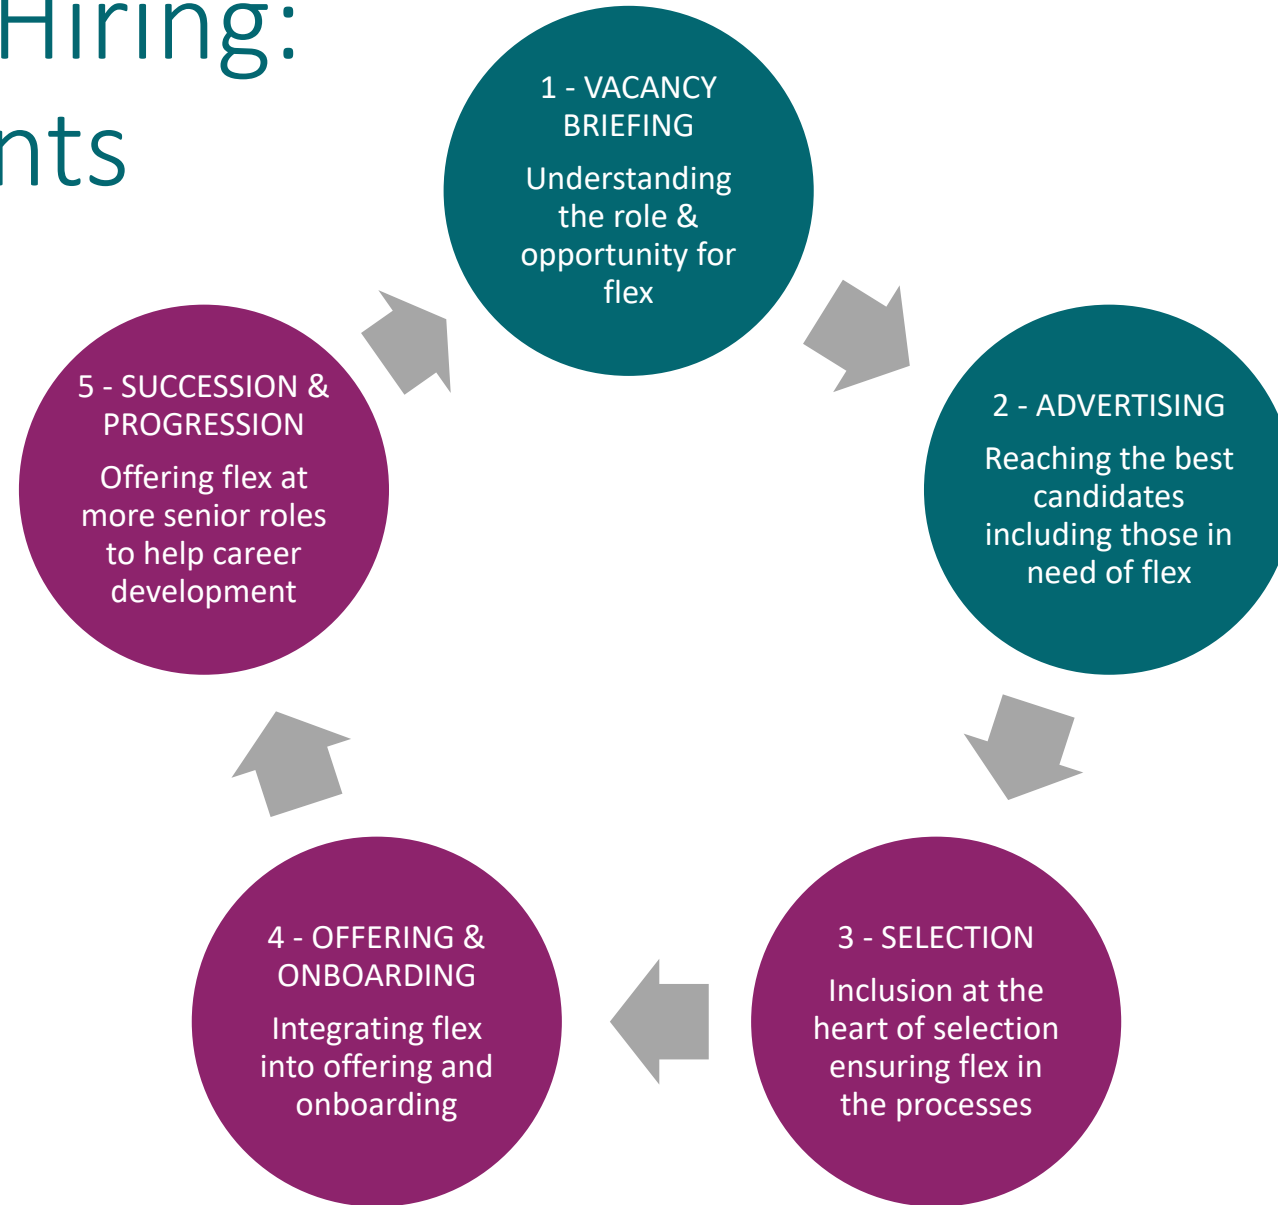 Hiring:
nts
1 - VACANCY
BRIEFING
Understanding
the role &
opportunity for
flex
2 - ADVERTISING
Reaching the best
candidates
including those in
need of flex
3 - SELECTION
Inclusion at the
heart of selection
ensuring flex in
the processes
4 - OFFERING &
ONBOARDING
Integrating flex
into offering and
onboarding
5 - SUCCESSION &
PROGRESSION
Offering flex at
more senior roles
to help career
development